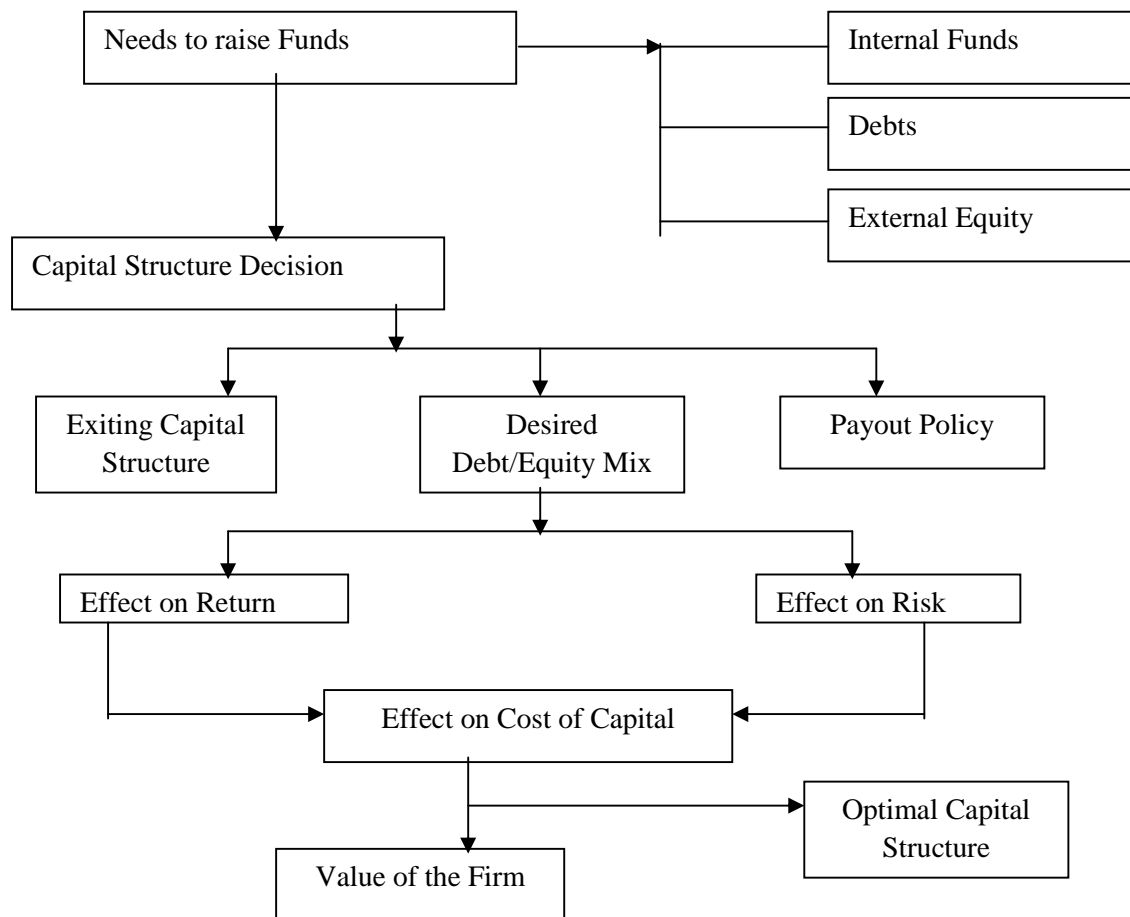 Needs to raise Funds
Internal Funds
Debts
External Equity
Capital Structure Decision
Exiting Capital
Structure
Desired
Debt/Equity Mix
Payout Policy
Effect on Return
Effect on Risk
Effect on Cost of Capital
Optimal Capital
Structure
Value of the Firm